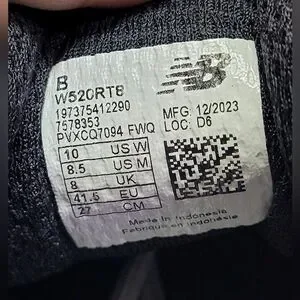 B
W520RT8
197375412290
7578353
PVXCQ7094 FWQ
MFG: 12/2023
LOC: D6
10 US W
8.5 US M
8 UK
41.5 EU
27 CM
Made In Indonesia
Fabriqué en Indonésie